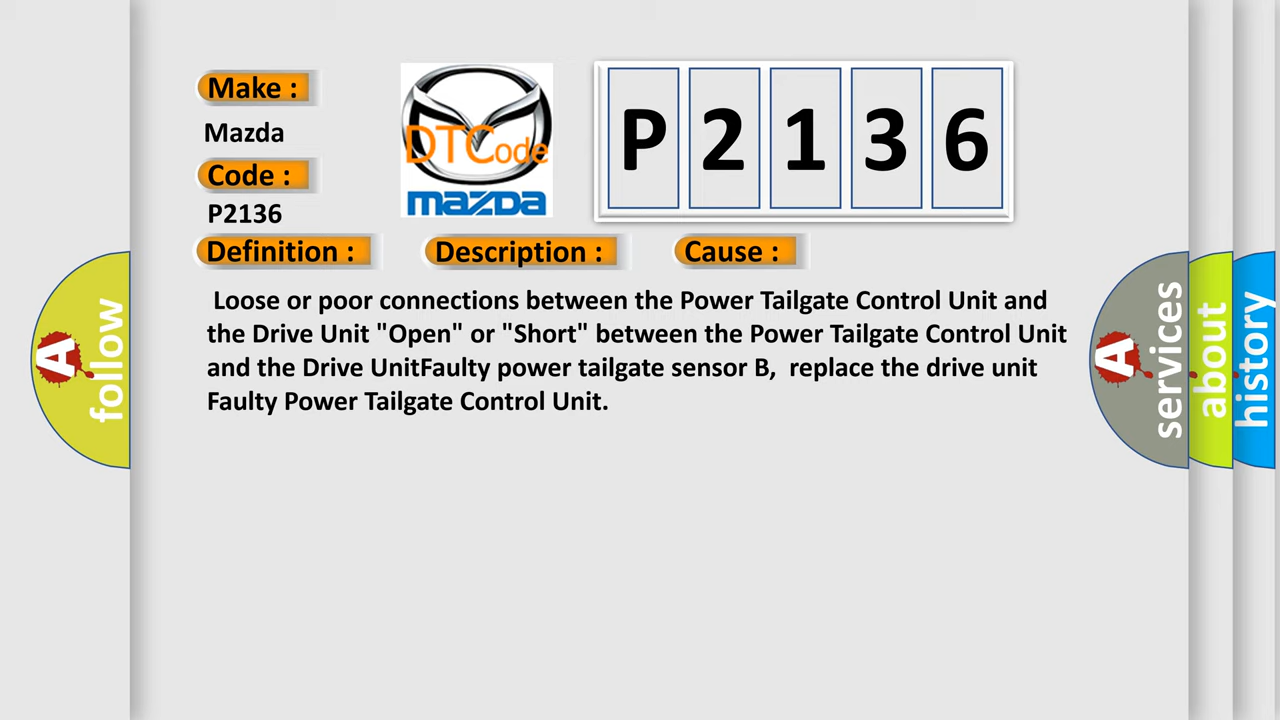 Make :
Mazda
Code :
P2136
DTCode
mazda
P 2 1 3 6
Definition :
Description :
Cause :
Loose or poor connections between the Power Tailgate Control Unit and
the Drive Unit "Open" or "Short" between the Power Tailgate Control Unit
and the Drive UnitFaulty power tailgate sensor B,  replace the drive unit
Faulty Power Tailgate Control Unit.
A
follow
A
services
about
history